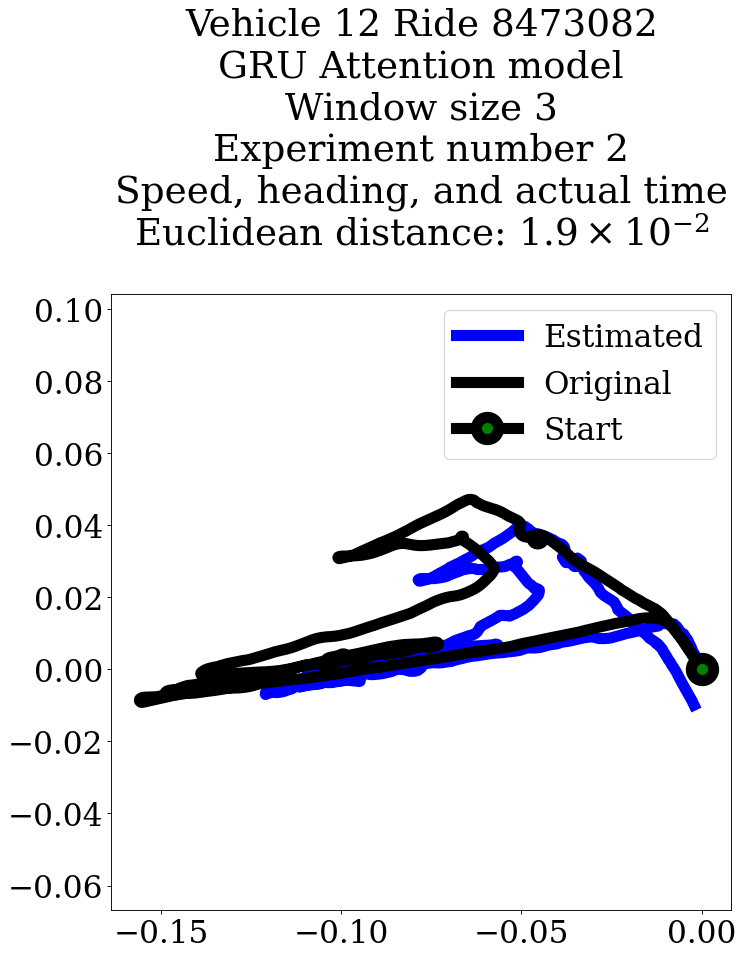 Vehicle 12 Ride 8473082
GRU Attention model
Window size 3
Experiment number 2
Speed, heading, and actual time
Euclidean distance: 1.9 × 10⁻²
Estimated
Original
Start
0.10
0.08
0.06
0.04
0.02
0.00
−0.02
−0.04
−0.06
−0.15
−0.10
−0.05
0.00